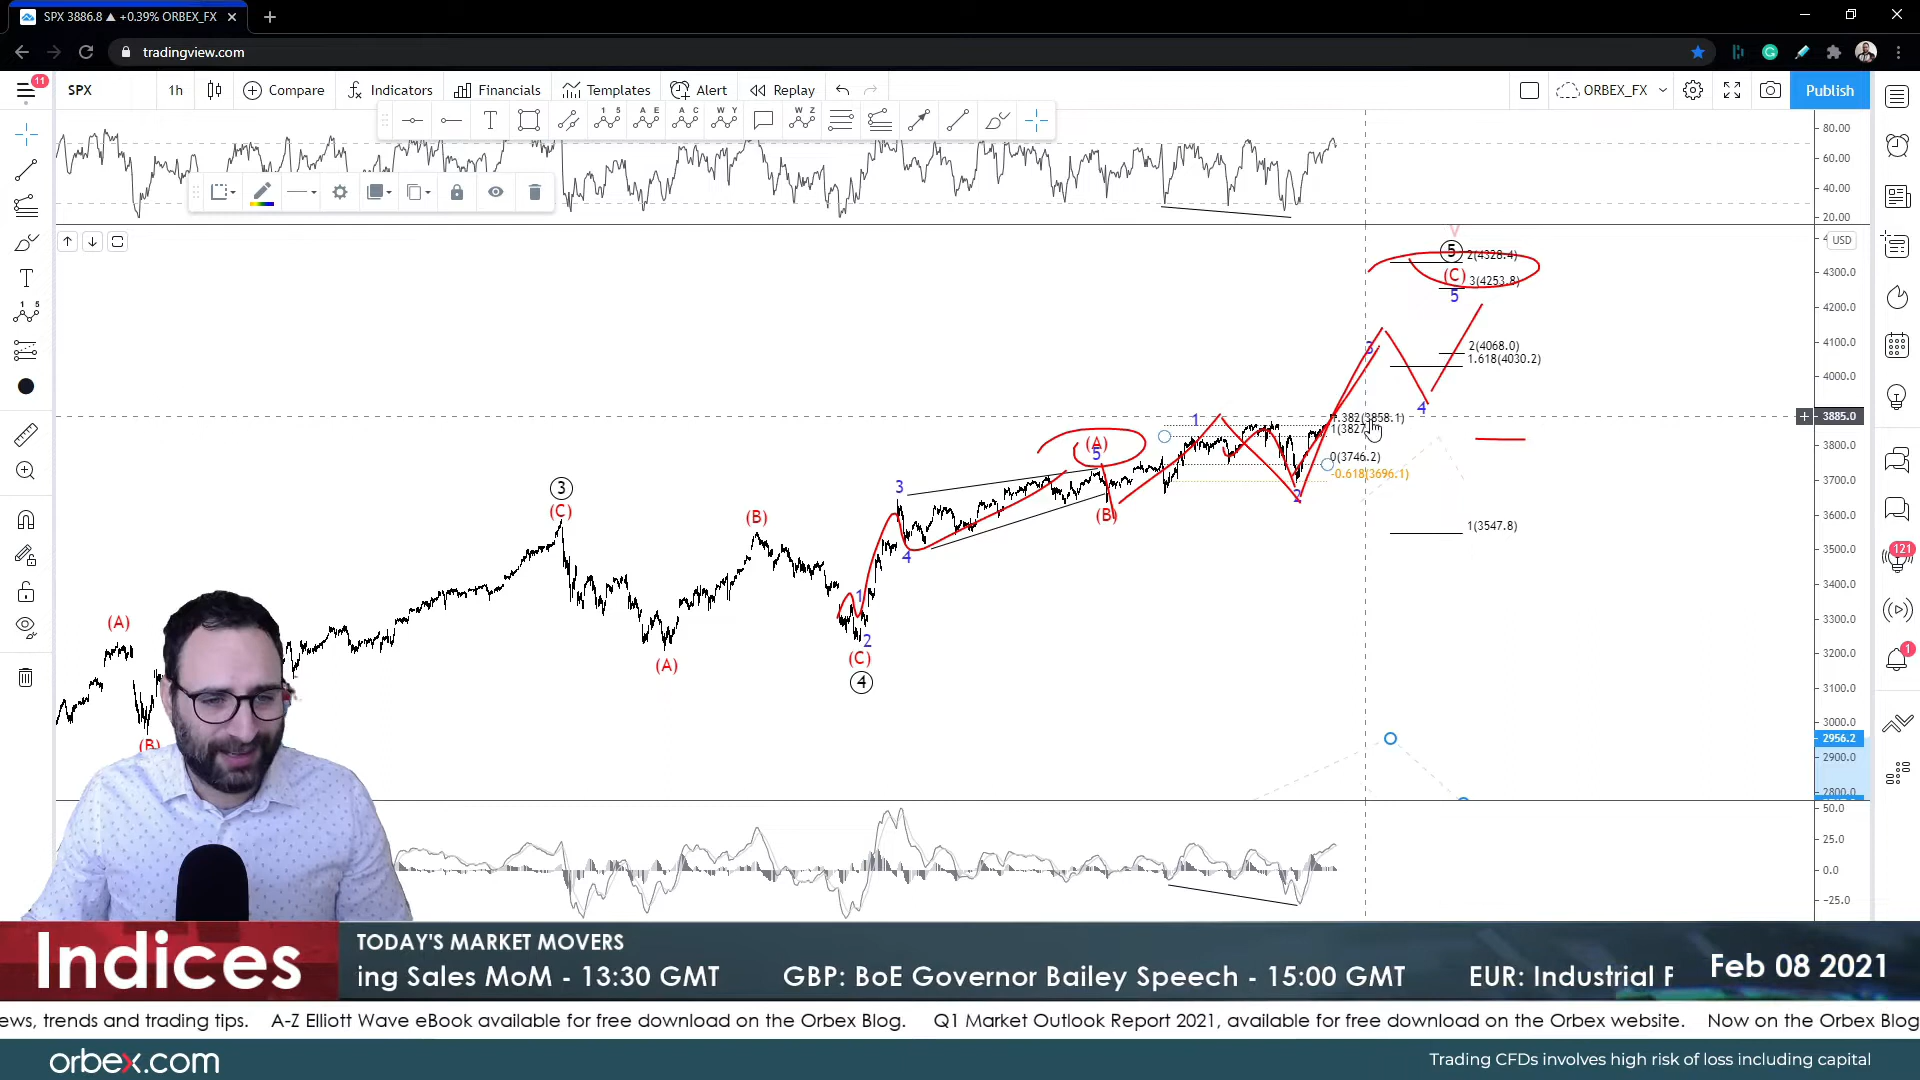 SPX 3886.8 ▲ +0.39% ORBEX_FX
tradingview.com
11
SPX
1h
Compare
Indicators
Financials
Templates
Alert
Replay
ORBEX_FX
Publish
80.00
60.00
40.00
20.00
USD
4300.0
4200.0
4100.0
4000.0
3885.0
3800.0
3700.0
3600.0
3500.0
3400.0
3300.0
3200.0
3100.0
3000.0
2956.2
2900.0
2800.0
50.0
25.0
0.0
−25.0
5
2(4328.4)
(C)
3(4253.8)
5
3
2(4068.0)
1.618(4030.2)
4
1
1.382(3858.1)
1(3827
0(3746.2)
-0.618(3696.1)
2
1(3547.8)
(A)
5
(B)
3
4
3
(C)
(B)
1
2
(A)
(C)
4
(A)
(B)
121
1
Indices
TODAY'S MARKET MOVERS
ing Sales MoM - 13:30 GMT GBP: BoE Governor Bailey Speech - 15:00 GMT EUR: Industrial
Feb 08 2021
ews, trends and trading tips. A-Z Elliott Wave eBook available for free download on the Orbex Blog. Q1 Market Outlook Report 2021, available for free download on the Orbex website. Now on the Orbex Blog
orbex.com
Trading CFDs involves high risk of loss including capital